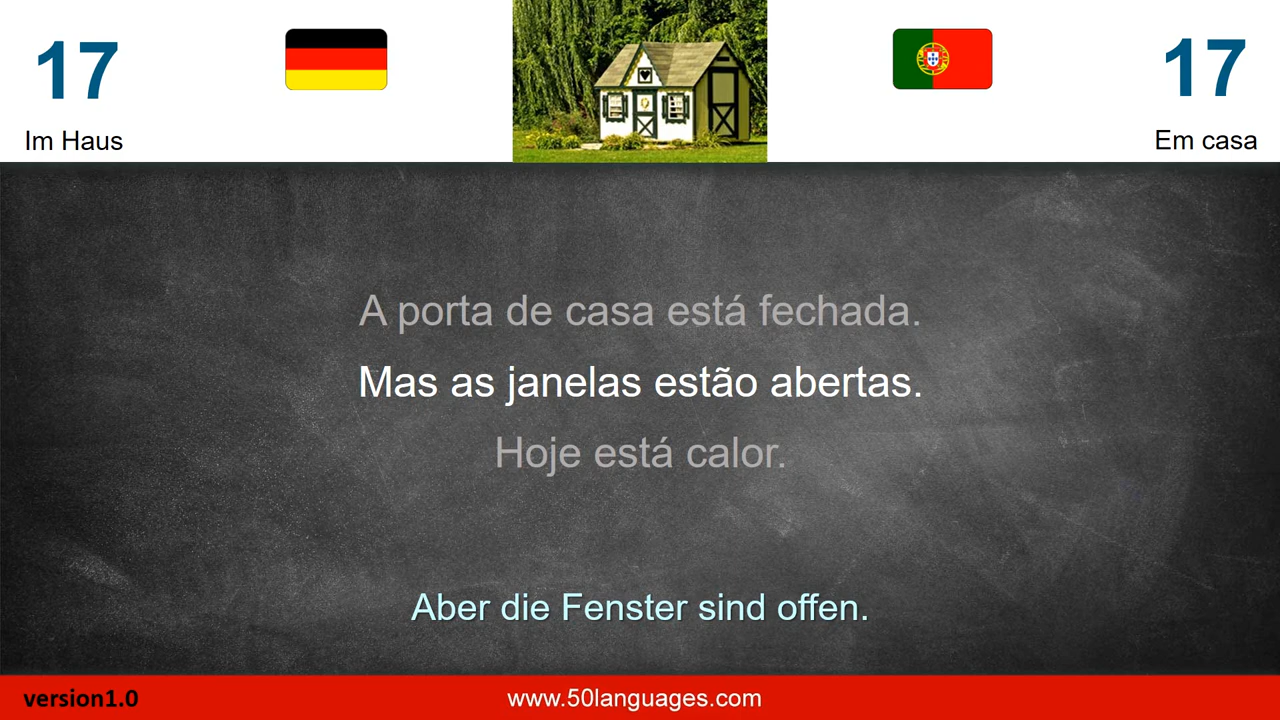 17
17
Im Haus
Em casa
A porta de casa está fechada.
Mas as janelas estão abertas.
Hoje está calor.
Aber die Fenster sind offen.
version1.0
www.50languages.com